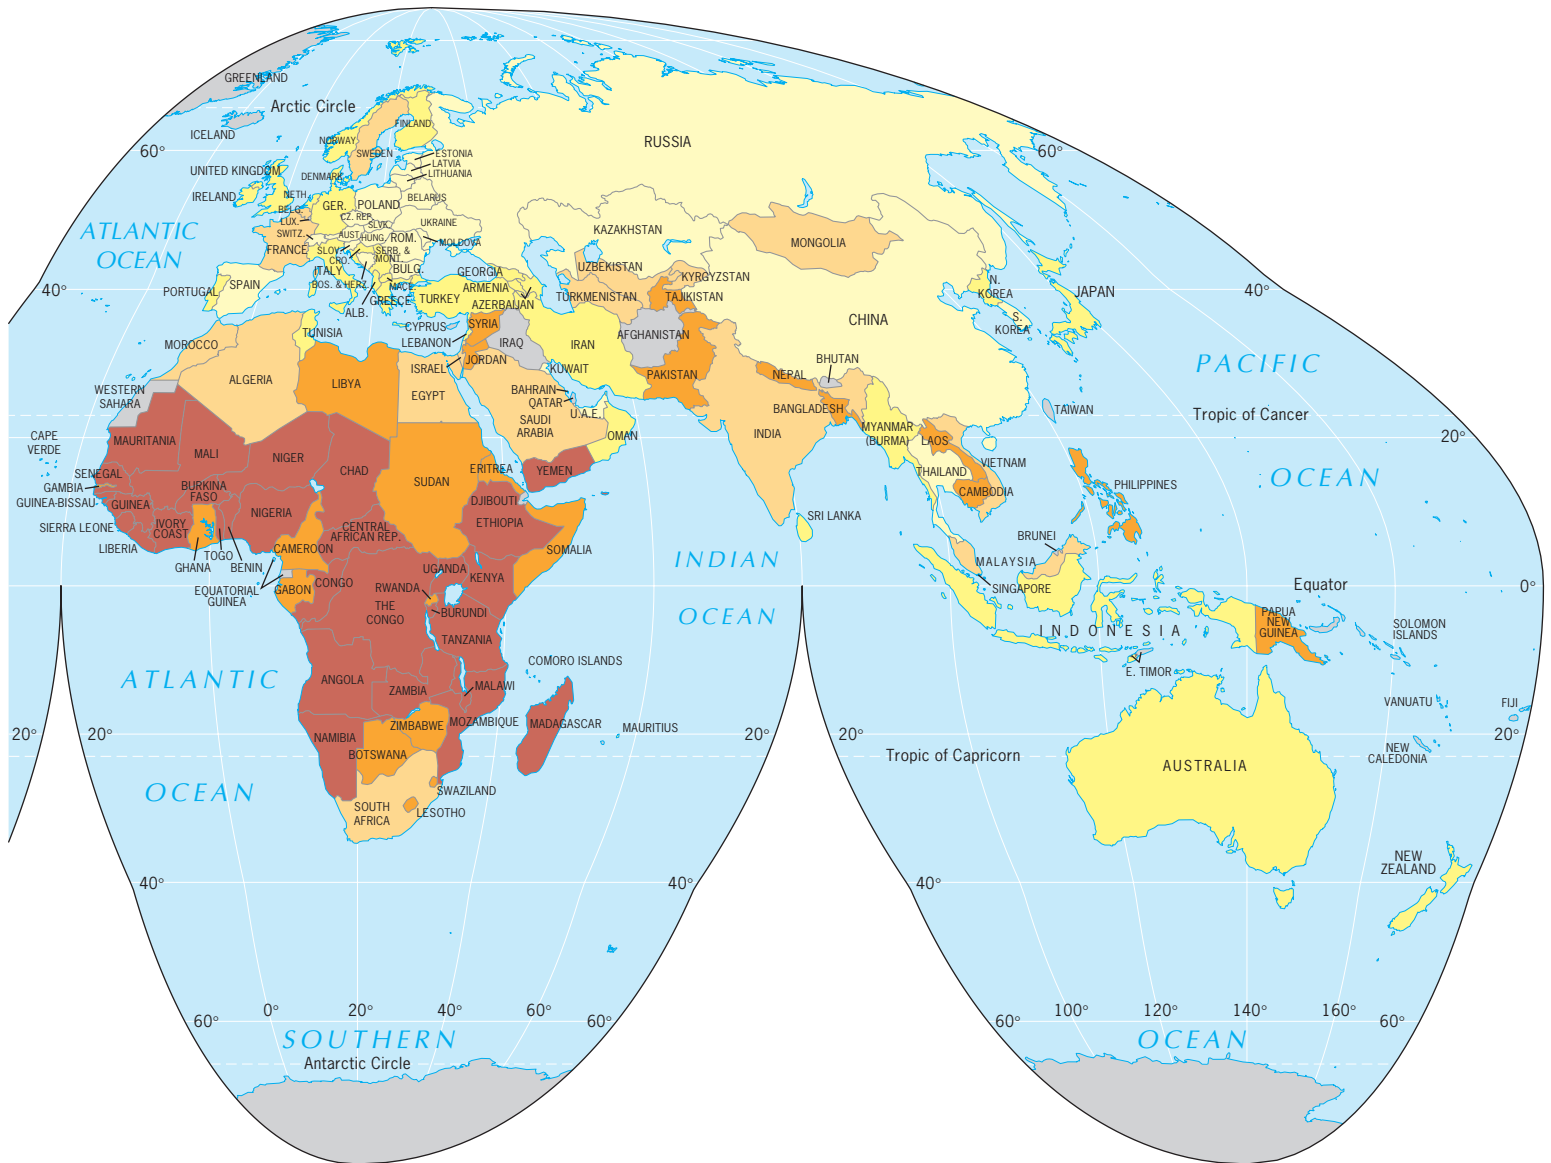 GREENLAND
Arctic Circle
ICELAND
60°
60°
NORWAY
FINLAND
SWEDEN
RUSSIA
ESTONIA
LATVIA
LITHUANIA
UNITED KINGDOM
DENMARK
IRELAND
NETH.
GER.
POLAND
BELARUS
BELG.
LUX.
CZ. REP.
SLVK.
UKRAINE
SWITZ.
AUST.
HUNG.
ROM.
MOLDOVA
FRANCE
SLOV.
CRO.
SERB. &
MONT.
ITALY
BULG.
BOS. & HERZ.
MACE.
ALB.
GREECE
PORTUGAL
SPAIN
ATLANTIC
OCEAN
40°
KAZAKHSTAN
MONGOLIA
GEORGIA
ARMENIA
AZERBAIJAN
TURKEY
UZBEKISTAN
TURKMENISTAN
KYRGYZSTAN
TAJIKISTAN
N.
KOREA
S.
KOREA
JAPAN
40°
CHINA
TUNISIA
CYPRUS
LEBANON
SYRIA
ISRAEL
JORDAN
IRAQ
IRAN
AFGHANISTAN
KUWAIT
PAKISTAN
NEPAL
BHUTAN
BANGLADESH
PACIFIC
OCEAN
MOROCCO
WESTERN
SAHARA
ALGERIA
LIBYA
EGYPT
BAHRAIN
QATAR
U.A.E.
SAUDI
ARABIA
OMAN
YEMEN
INDIA
MYANMAR
(BURMA)
LAOS
THAILAND
VIETNAM
CAMBODIA
TAIWAN
Tropic of Cancer
20°
PHILIPPINES
CAPE
VERDE
MAURITANIA
MALI
NIGER
CHAD
SUDAN
ERITREA
DJIBOUTI
ETHIOPIA
SOMALIA
SENEGAL
GAMBIA
GUINEA-BISSAU
GUINEA
SIERRA LEONE
LIBERIA
BURKINA
FASO
IVORY
COAST
GHANA
TOGO
BENIN
NIGERIA
CAMEROON
CENTRAL
AFRICAN REP.
EQUATORIAL
GUINEA
GABON
CONGO
THE
CONGO
UGANDA
KENYA
RWANDA
BURUNDI
TANZANIA
SRI LANKA
BRUNEI
MALAYSIA
SINGAPORE
INDIAN
OCEAN
Equator
0°
INDONESIA
PAPUA
NEW
GUINEA
SOLOMON
ISLANDS
E. TIMOR
ATLANTIC
OCEAN
COMORO ISLANDS
ANGOLA
ZAMBIA
MALAWI
MOZAMBIQUE
MADAGASCAR
MAURITIUS
NAMIBIA
ZIMBABWE
BOTSWANA
SWAZILAND
LESOTHO
SOUTH
AFRICA
VANUATU
FIJI
NEW
CALEDONIA
20°
20°
20°
20°
20°
Tropic of Capricorn
AUSTRALIA
NEW
ZEALAND
40°
40°
40°
60°
0°
20°
40°
60°
60°
60°
100°
120°
140°
160°
60°
SOUTHERN
OCEAN
Antarctic Circle